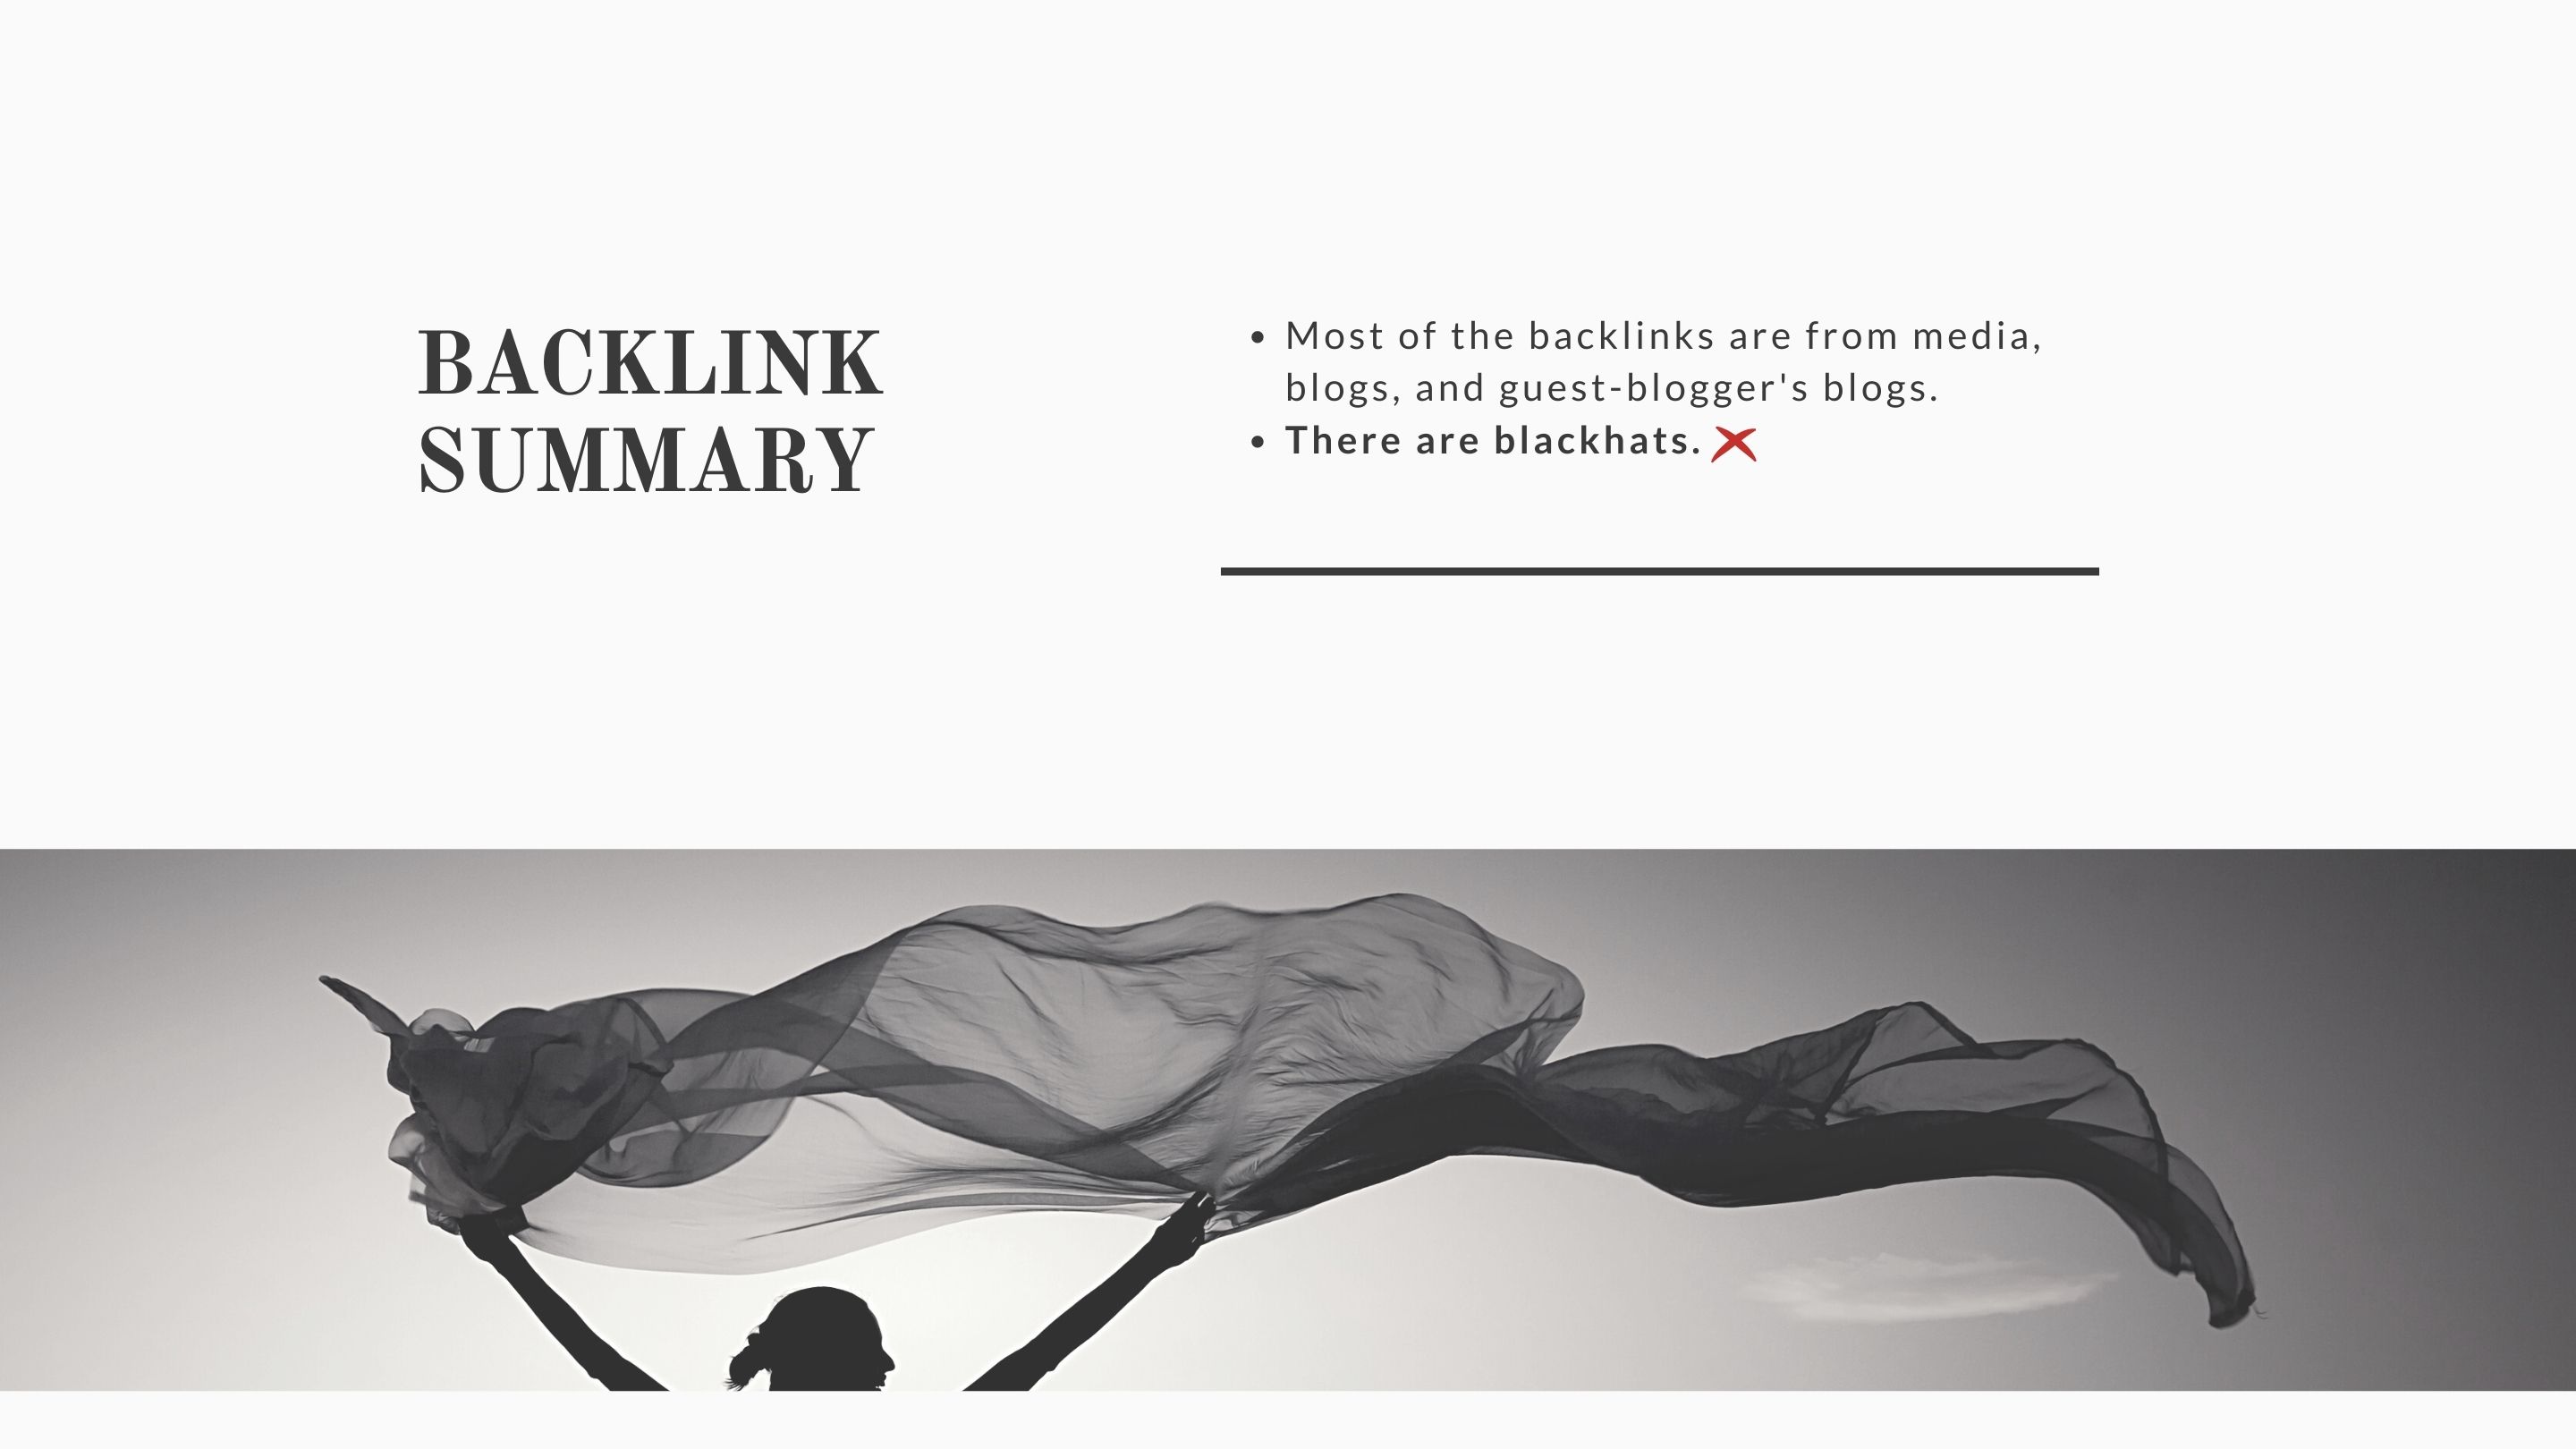 BACKLINK
SUMMARY
• Most of the backlinks are from media,
blogs, and guest-blogger's blogs.
• There are blackhats. ❌